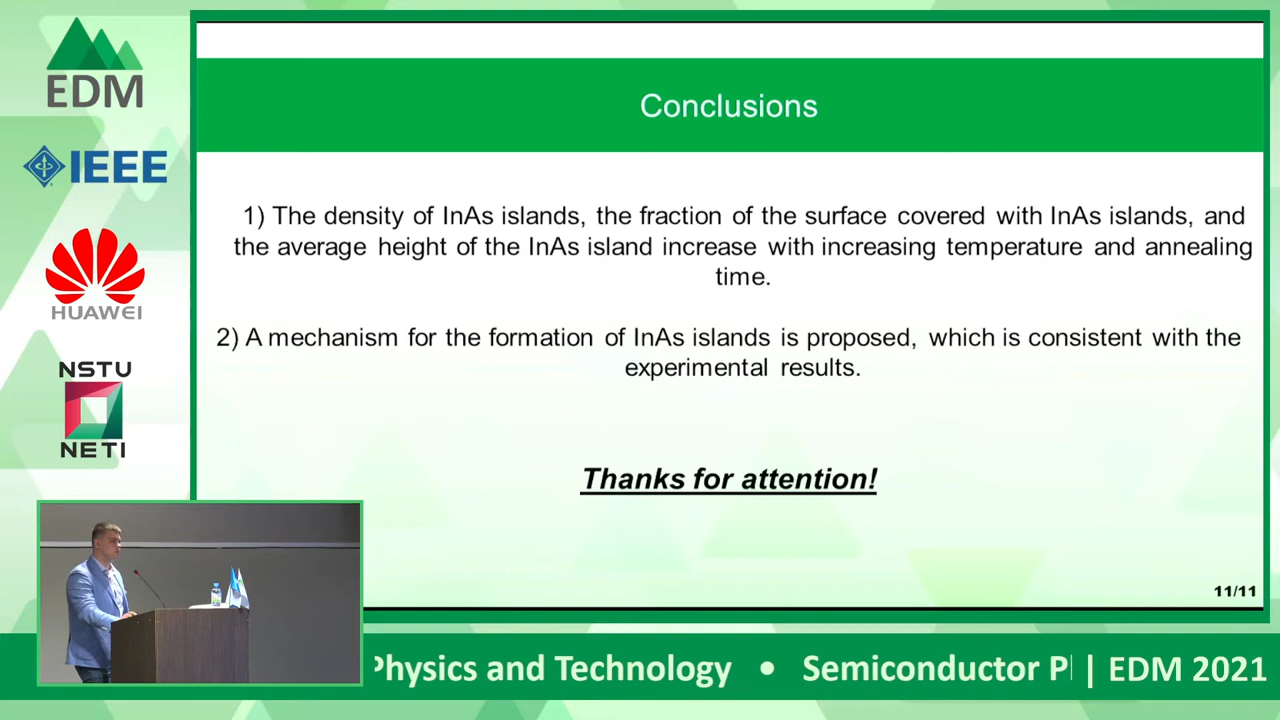 EDM
IEEE
HUAWEI
NSTU
NETI
Conclusions
1) The density of InAs islands, the fraction of the surface covered with InAs islands, and
the average height of the InAs island increase with increasing temperature and annealing
time.
2) A mechanism for the formation of InAs islands is proposed, which is consistent with the
experimental results.
Thanks for attention!
11/11
Physics and Technology • Semiconductor P | EDM 2021